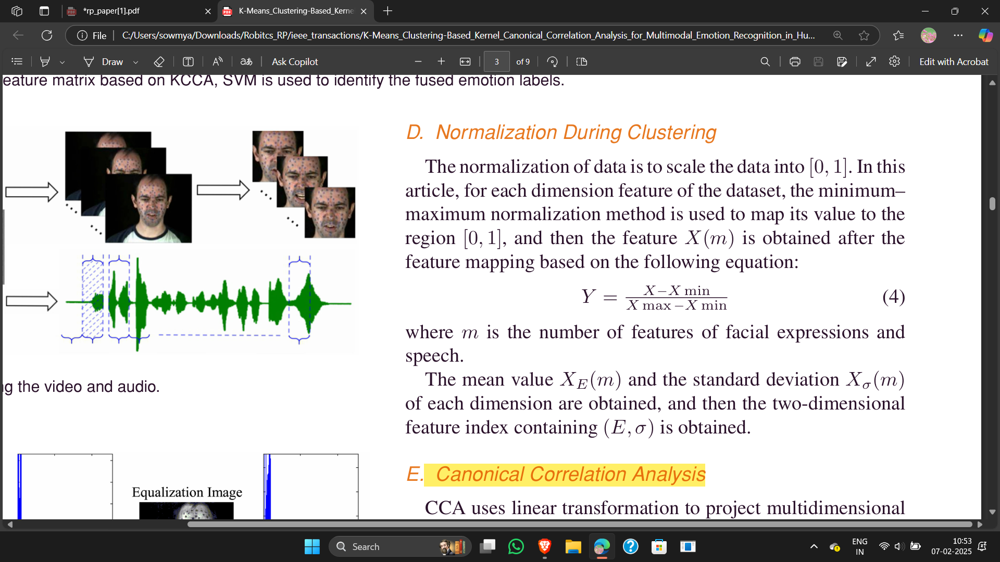 *rp_paper[1].pdf
K-Means_Clustering-Based_Kerne
File
C:/Users/sowmya/Downloads/Robitcs_RP/ieee_transactions/K-Means_Clustering-Based_Kernel_Canonical_Correlation_Analysis_for_Multimodal_Emotion_Recognition_in_Hu...
Draw
Ask Copilot
3 of 9
Edit with Acrobat
eature matrix based on KCCA, SVM is used to identify the fused emotion labels.
g the video and audio.
Equalization Image
D. Normalization During Clustering
The normalization of data is to scale the data into [0, 1]. In this
article, for each dimension feature of the dataset, the minimum–
maximum normalization method is used to map its value to the
region [0, 1], and then the feature X(m) is obtained after the
feature mapping based on the following equation:
Y = X−X min / X max −X min (4)
where m is the number of features of facial expressions and
speech.
The mean value X_E(m) and the standard deviation X_σ(m)
of each dimension are obtained, and then the two-dimensional
feature index containing (E, σ) is obtained.
E. Canonical Correlation Analysis
CCA uses linear transformation to project multidimensional
Search
ENG
IN
10:53
07-02-2025